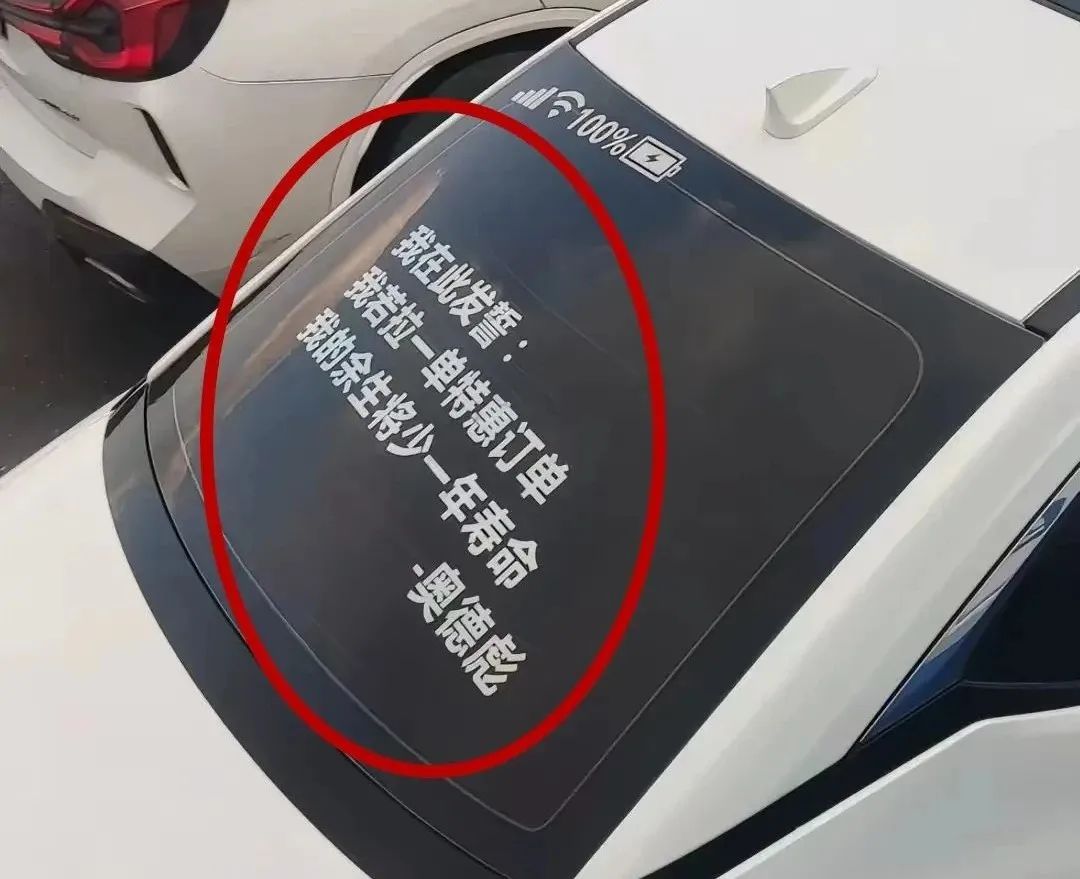 100%
我在此发誓：
我若拉一单特惠订单
我的余生将少一年寿命
-奥德彪